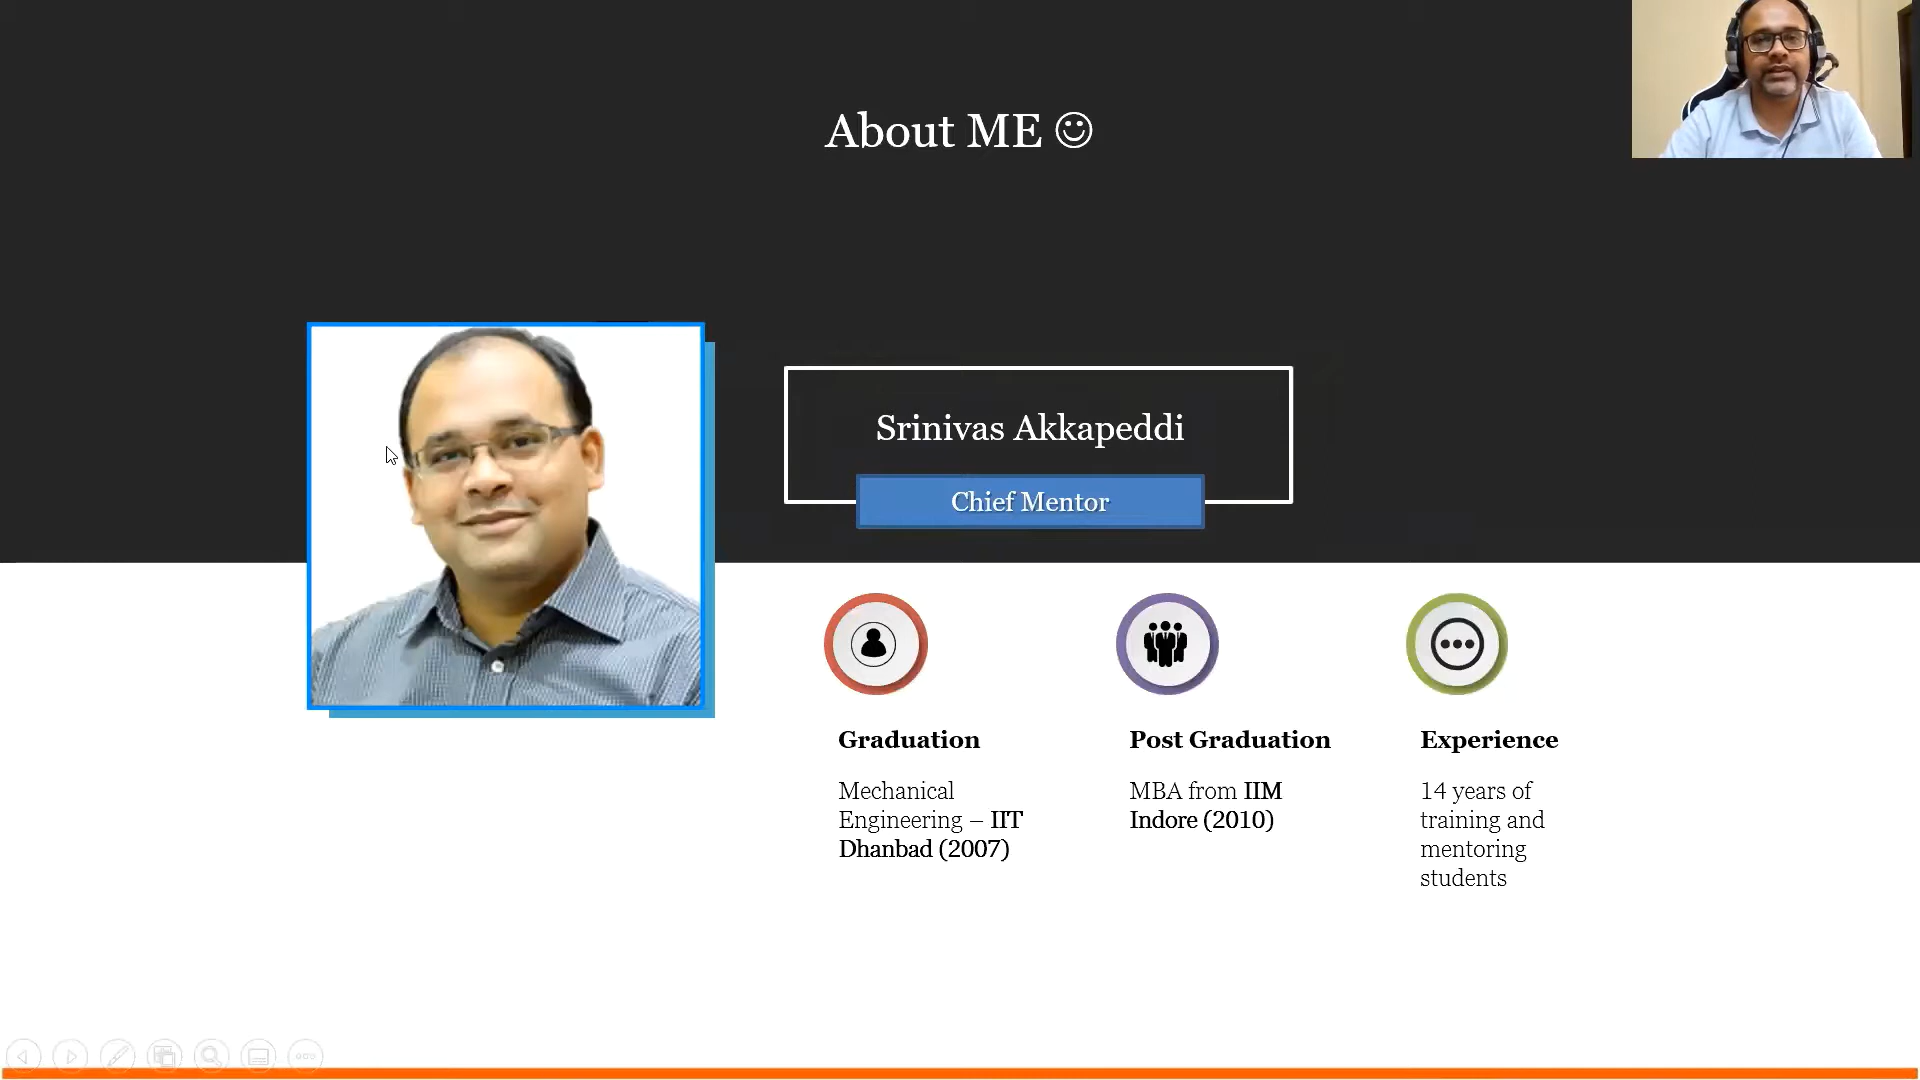 About ME ☺
Srinivas Akkapeddi
Chief Mentor
Graduation
Mechanical
Engineering – IIT
Dhanbad (2007)
Post Graduation
MBA from IIM
Indore (2010)
Experience
14 years of
training and
mentoring
students